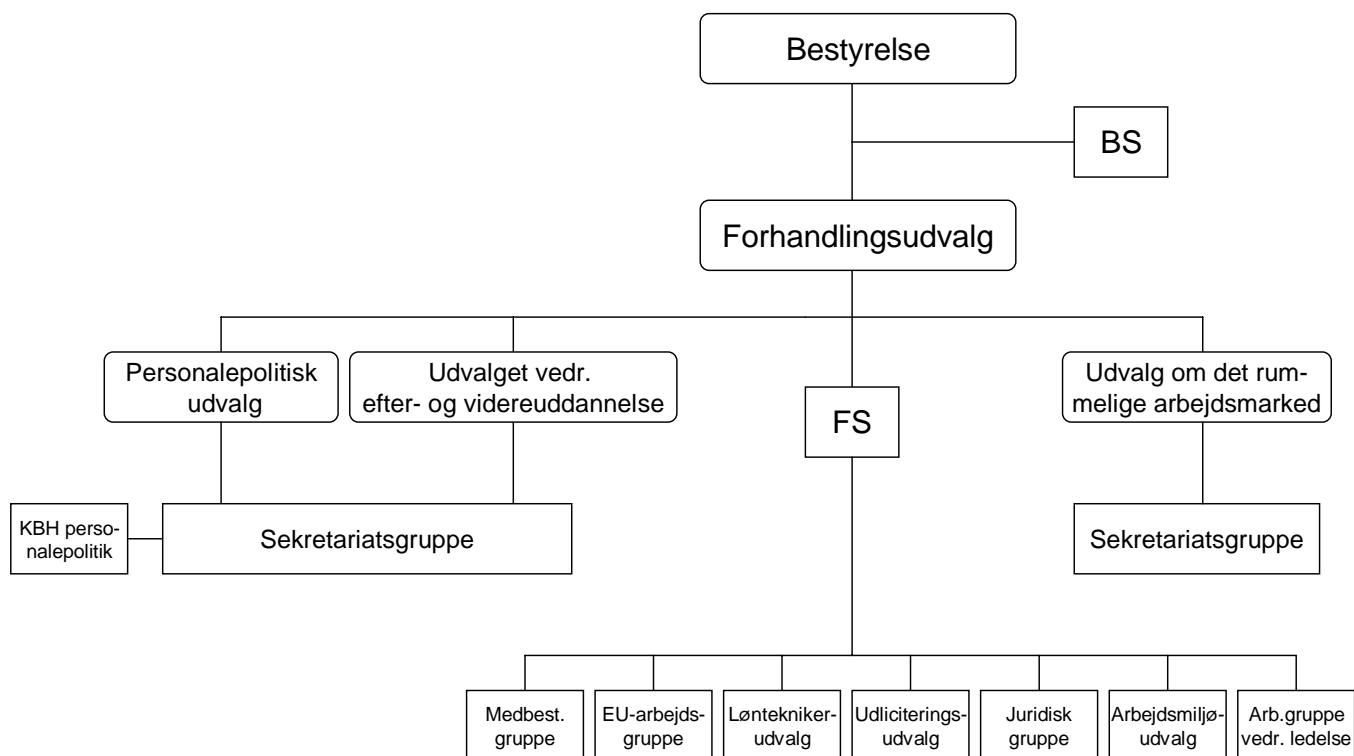 Bestyrelse
BS
Forhandlingsudvalg
Personalepolitisk
udvalg
Udvalget vedr.
efter- og videreuddannelse
FS
Udvalg om det rum-
melige arbejdsmarked
KBH perso-
nalepolitik
Sekretariatsgruppe
Sekretariatsgruppe
Medbest.
gruppe
EU-arbejds-
gruppe
Løntekniker-
udvalg
Udliciterings-
udvalg
Juridisk
gruppe
Arbejdsmiljø-
udvalg
Arb.gruppe
vedr. ledelse